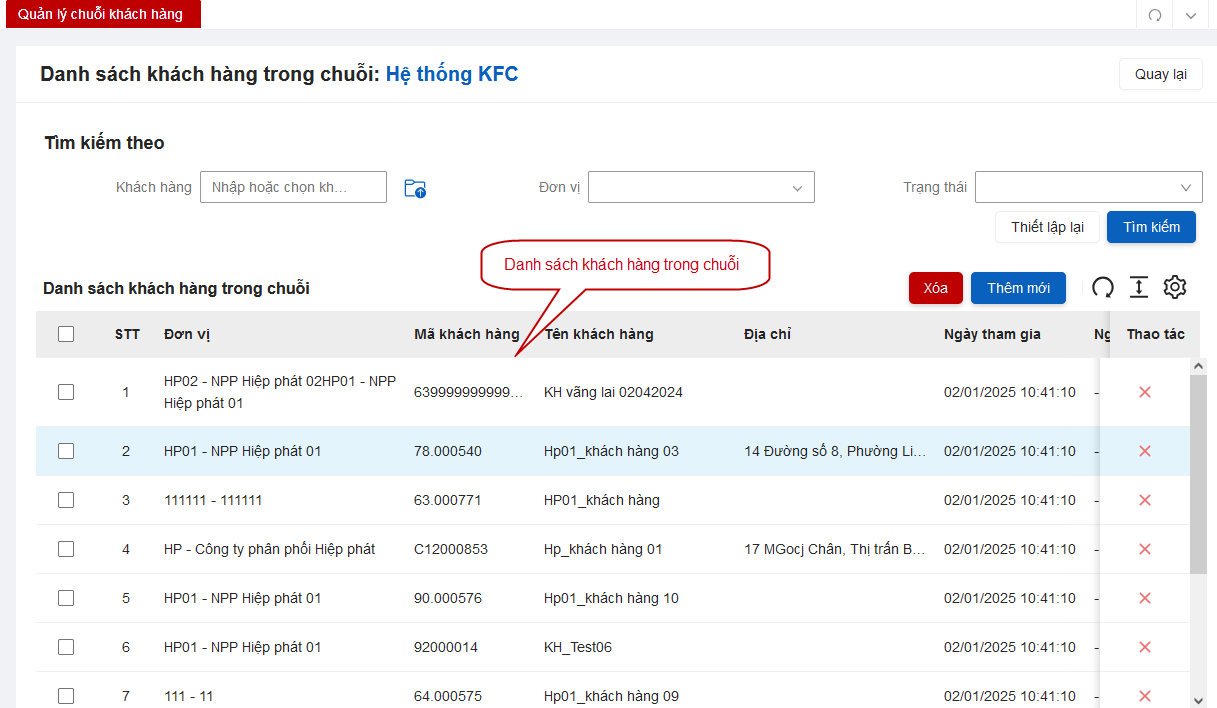 Quản lý chuỗi khách hàng
Danh sách khách hàng trong chuỗi: Hệ thống KFC
Quay lại
Tìm kiếm theo
Khách hàng Nhập hoặc chọn kh… Đơn vị Trạng thái
Thiết lập lại Tìm kiếm
Danh sách khách hàng trong chuỗi
Danh sách khách hàng trong chuỗi Xóa Thêm mới
STT Đơn vị Mã khách hàng Tên khách hàng Địa chỉ Ngày tham gia Ng Thao tác
1 HP02 - NPP Hiệp phát 02HP01 - NPP Hiệp phát 01 639999999999… KH vãng lai 02042024 02/01/2025 10:41:10 -
2 HP01 - NPP Hiệp phát 01 78.000540 Hp01_khách hàng 03 14 Đường số 8, Phường Li… 02/01/2025 10:41:10 -
3 111111 - 111111 63.000771 HP01_khách hàng 02/01/2025 10:41:10 -
4 HP - Công ty phân phối Hiệp phát C12000853 Hp_khách hàng 01 17 MGocj Chân, Thị trấn B… 02/01/2025 10:41:10 -
5 HP01 - NPP Hiệp phát 01 90.000576 Hp01_khách hàng 10 02/01/2025 10:41:10 -
6 HP01 - NPP Hiệp phát 01 92000014 KH_Test06 02/01/2025 10:41:10 -
7 111 - 11 64.000575 Hp01_khách hàng 09 02/01/2025 10:41:10 -